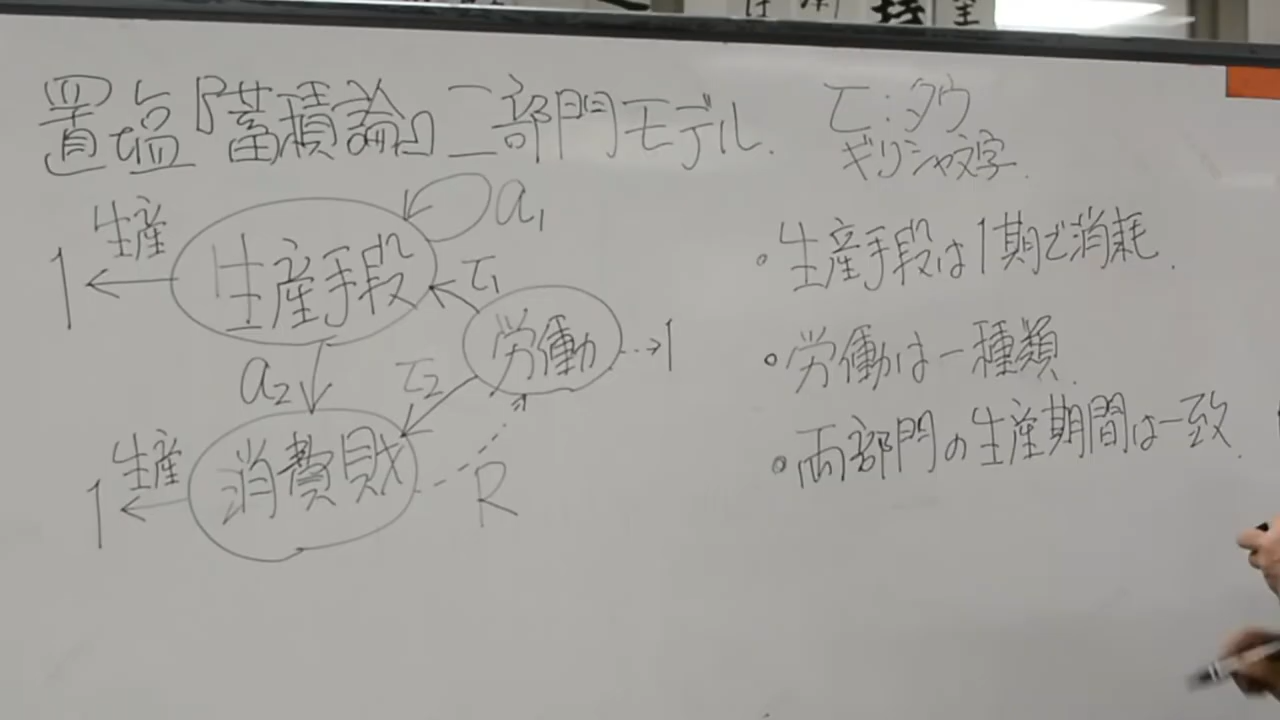 置塩『蓄積論』二部門モデル.
τ:タウ
ギリシャ文字.
生産
1
生産手段
a1
τ1
労働
1
a2
τ2
生産
1
消費財
R
・生産手段は1期で消耗.
・労働は一種類.
・両部門の生産期間は一致.